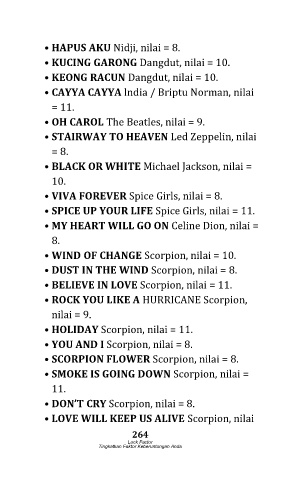 • HAPUS AKU Nidji, nilai = 8.
• KUCING GARONG Dangdut, nilai = 10.
• KEONG RACUN Dangdut, nilai = 10.
• CAYYA CAYYA India / Briptu Norman, nilai
= 11.
• OH CAROL The Beatles, nilai = 9.
• STAIRWAY TO HEAVEN Led Zeppelin, nilai
= 8.
• BLACK OR WHITE Michael Jackson, nilai =
10.
• VIVA FOREVER Spice Girls, nilai = 8.
• SPICE UP YOUR LIFE Spice Girls, nilai = 11.
• MY HEART WILL GO ON Celine Dion, nilai =
8.
• WIND OF CHANGE Scorpion, nilai = 10.
• DUST IN THE WIND Scorpion, nilai = 8.
• BELIEVE IN LOVE Scorpion, nilai = 11.
• ROCK YOU LIKE A HURRICANE Scorpion,
nilai = 9.
• HOLIDAY Scorpion, nilai = 11.
• YOU AND I Scorpion, nilai = 8.
• SCORPION FLOWER Scorpion, nilai = 8.
• SMOKE IS GOING DOWN Scorpion, nilai =
11.
• DON'T CRY Scorpion, nilai = 8.
• LOVE WILL KEEP US ALIVE Scorpion, nilai
264
Luck Factor
Tingkatkan Faktor Keberuntungan Anda